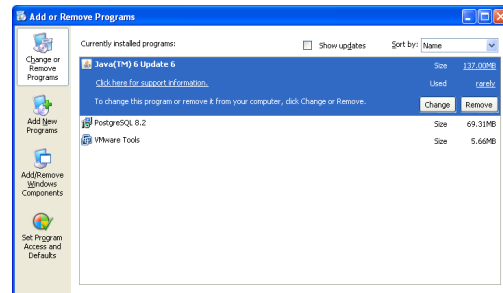 Add or Remove Programs
Change or
Remove
Programs
Add New
Programs
Add/Remove
Windows
Components
Set Program
Access and
Defaults
Currently installed programs:
Show updates
Sort by: Name
Java(TM) 6 Update 6
Size 137.00MB
Click here for support information.
Used rarely
To change this program or remove it from your computer, click Change or Remove.
Change Remove
PostgreSQL 8.2
Size 69.31MB
VMware Tools
Size 5.66MB